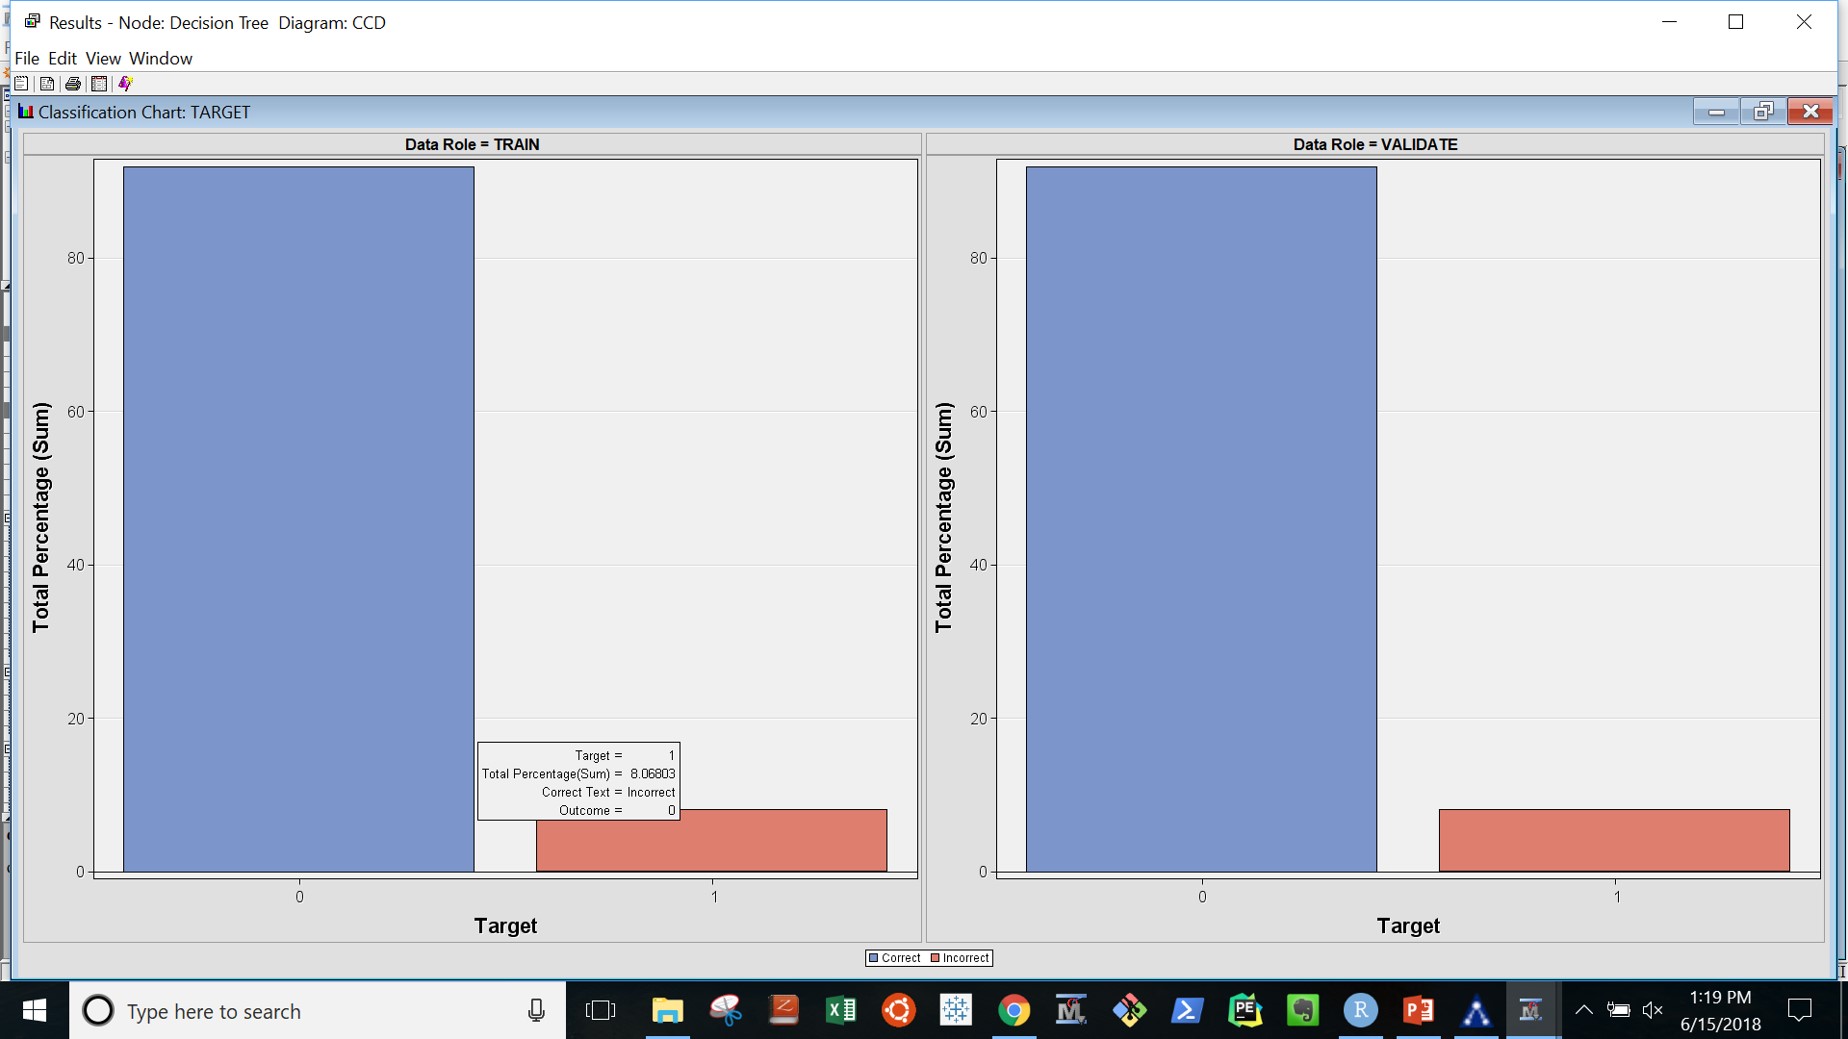 Results - Node: Decision Tree  Diagram: CCD
File Edit View Window
Classification Chart: TARGET
Data Role = TRAIN
80
60
40
20
0
Total Percentage (Sum)
Target = 1
Total Percentage(Sum) = 8.06803
Correct Text = Incorrect
Outcome = 0
0 1
Target
Data Role = VALIDATE
80
60
40
20
0
Total Percentage (Sum)
0 1
Target
Correct Incorrect
Type here to search
PE
R
1:19 PM
6/15/2018